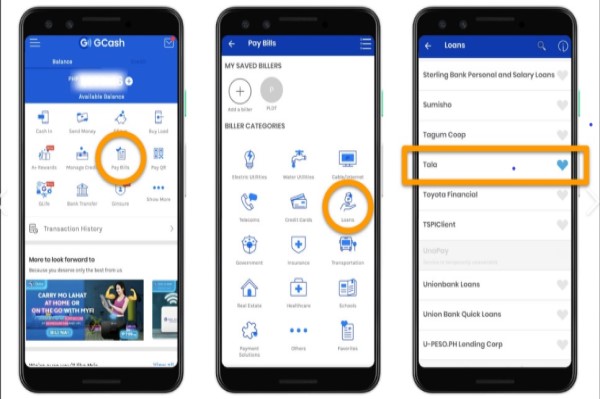 GCash
Balance
Available Balance
Cash In
Send Money
Buy Load
A+ Rewards
Manage Credit
Pay Bills
Pay QR
GLife
Bank Transfer
GInsure
Show More
Transaction History
More to look forward to
Because you deserve only the best from us
CARRY MO LAHAT
AT HOME OR
ON THE GO WITH MYFI
View All
Pay Bills
MY SAVED BILLERS
P
Add a biller
PLDT
BILLER CATEGORIES
Electric Utilities
Water Utilities
Cable/Internet
Telecoms
Credit Cards
Loans
Government
Insurance
Transportation
Real Estate
Healthcare
Schools
Payment
Solutions
Others
Favorites
Loans
Sterling Bank Personal and Salary Loans
Sumisho
Tagum Coop
Tala
Toyota Financial
TSPIClient
UnoPay
Unionbank Loans
Union Bank Quick Loans
U-PESO.PH Lending Corp